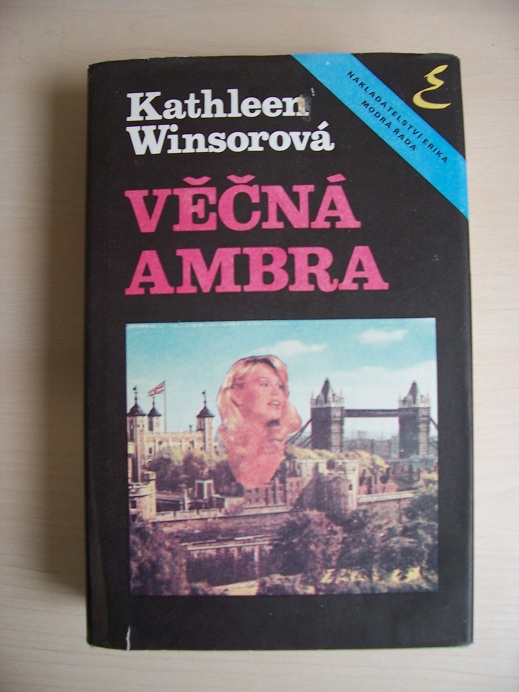 Kathleen
Winsorová
NAKLADATELSTVÍ ERIKA
MODRÁ ŘADA
VĚČNÁ
AMBRA